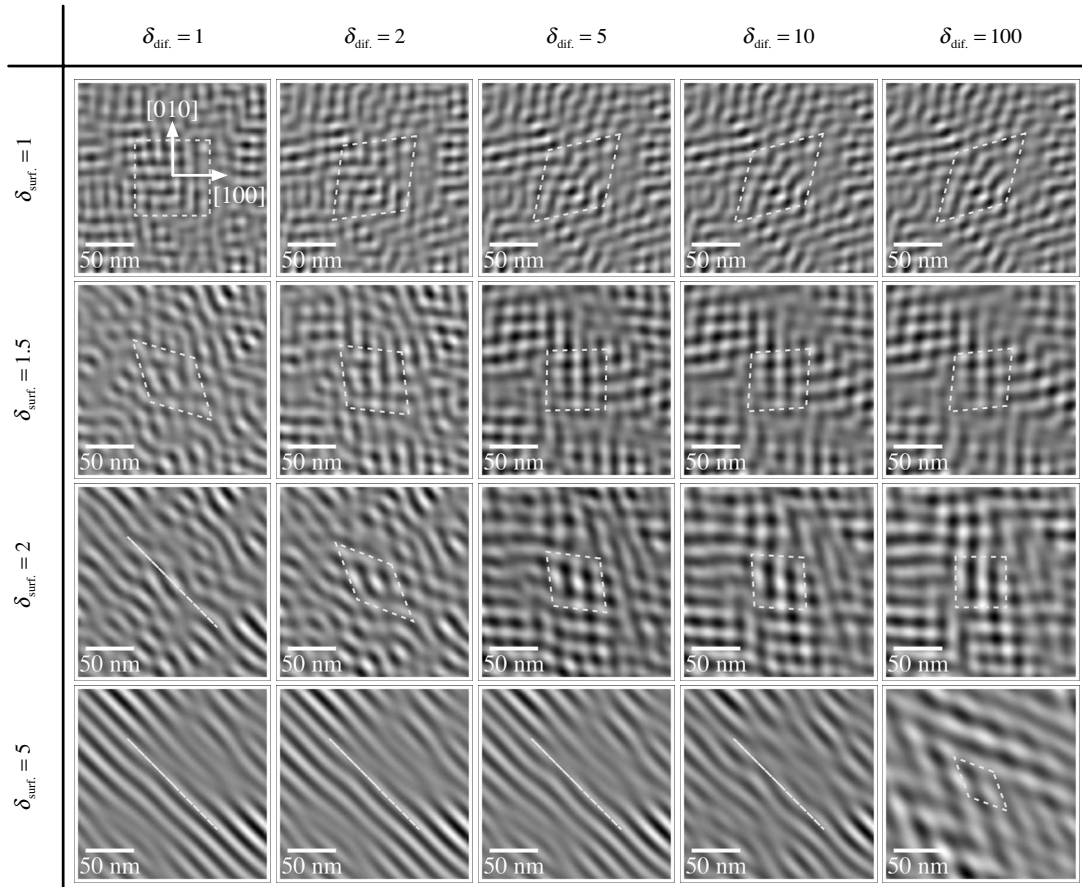 δdif. = 1 δdif. = 2 δdif. = 5 δdif. = 10 δdif. = 100
δsurf. = 1
[010]
[100]
50 nm 50 nm 50 nm 50 nm 50 nm
δsurf. = 1.5
50 nm 50 nm 50 nm 50 nm 50 nm
δsurf. = 2
50 nm 50 nm 50 nm 50 nm 50 nm
δsurf. = 5
50 nm 50 nm 50 nm 50 nm 50 nm